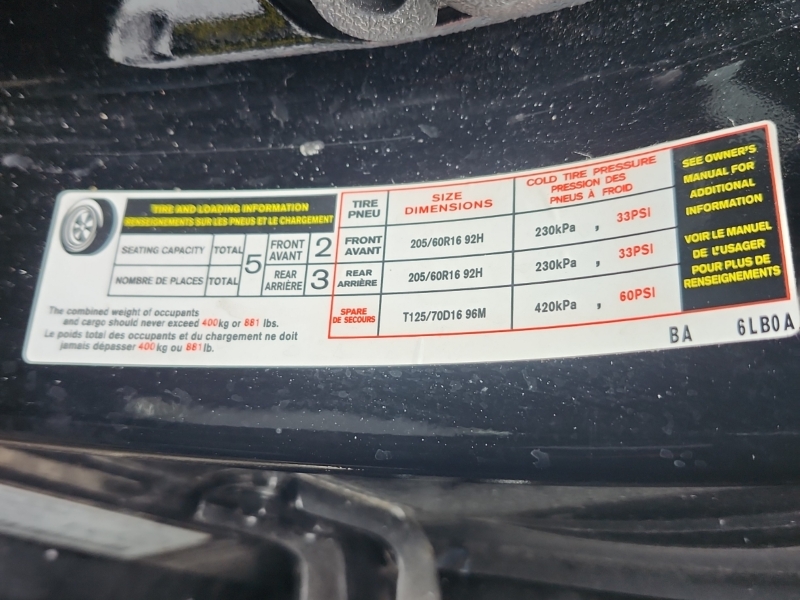 TIRE AND LOADING INFORMATION
RENSEIGNEMENTS SUR LES PNEUS ET LE CHARGEMENT
SEATING CAPACITY TOTAL 5 FRONT AVANT 2
NOMBRE DE PLACES TOTAL REAR ARRIÈRE 3
The combined weight of occupants
and cargo should never exceed 400kg or 881 lbs.
Le poids total des occupants et du chargement ne doit
jamais dépasser 400kg ou 881lb.
TIRE PNEU
SIZE
DIMENSIONS
COLD TIRE PRESSURE
PRESSION DES
PNEUS À FROID
FRONT AVANT 205/60R16 92H 230kPa , 33PSI
REAR ARRIÈRE 205/60R16 92H 230kPa , 33PSI
SPARE DE SECOURS T125/70D16 96M 420kPa , 60PSI
SEE OWNER'S
MANUAL FOR
ADDITIONAL
INFORMATION
VOIR LE MANUEL
DE L'USAGER
POUR PLUS DE
RENSEIGNEMENTS
BA 6LB0A